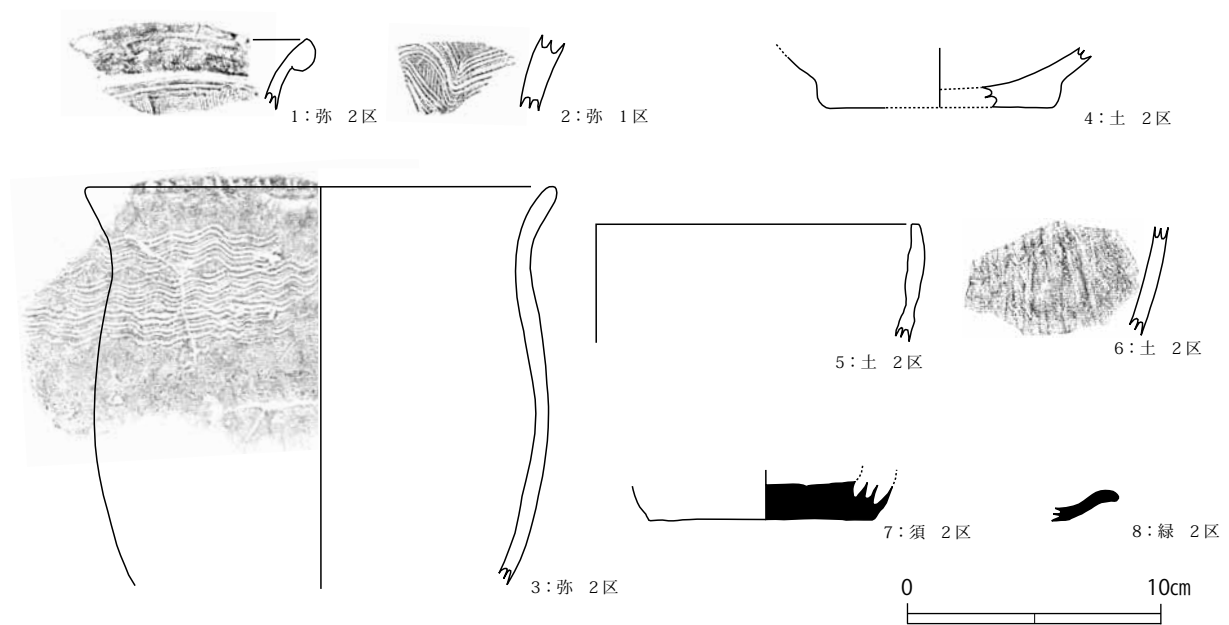 1：弥　2区
2：弥　1区
4：土　2区
3：弥　2区
5：土　2区
6：土　2区
7：須　2区
8：緑　2区
0　10cm